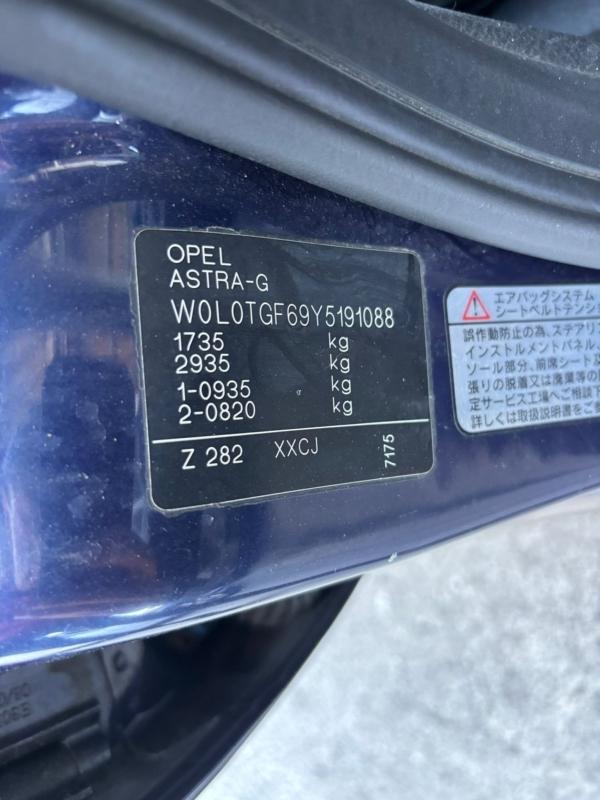 OPEL
ASTRA-G
W0L0TGF69Y5191088
1735 kg
2935 kg
1-0935 kg
2-0820 kg
Z 282 XXCJ 7175
エアバッグシステム
シートベルトテンショ
誤作動防止の為、ステアリ
インストルメントパネル、
ソール部分、前席シート及
張りの脱着又は廃棄等の
定サービス工場へご相談下
詳しくは取扱説明書をご